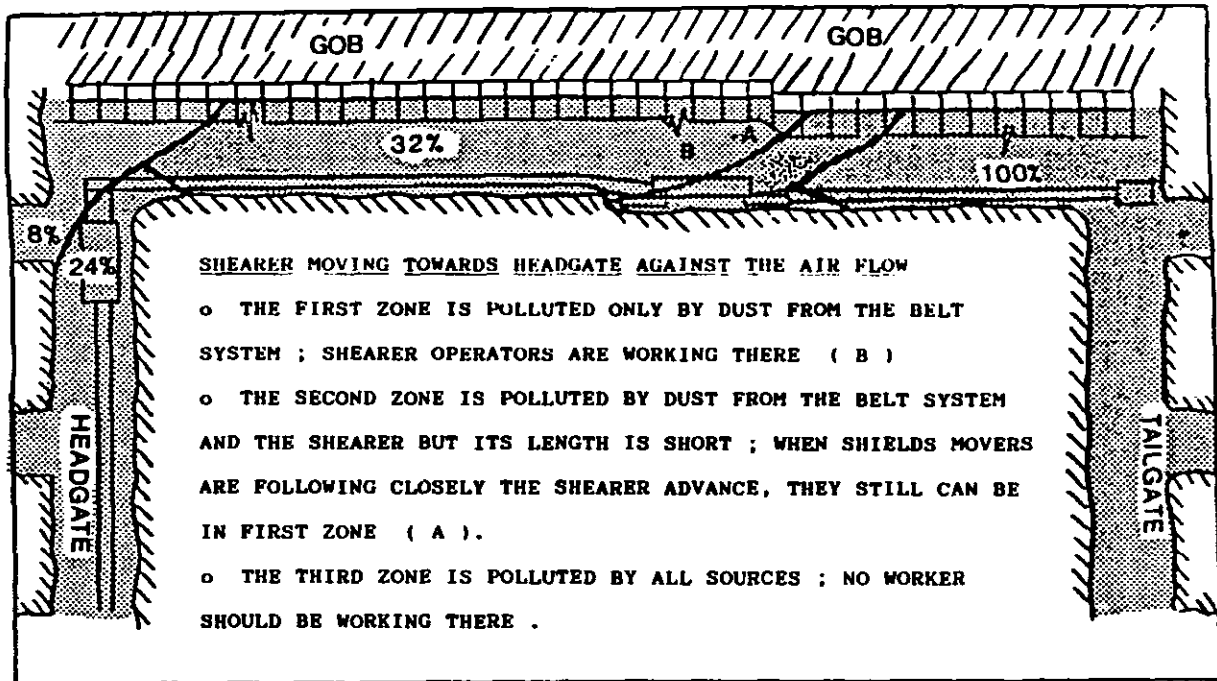 GOB
GOB
32%
B
A
100%
8%
24%
HEADGATE
TAILGATE
SHEARER MOVING TOWARDS HEADGATE AGAINST THE AIR FLOW
o THE FIRST ZONE IS POLLUTED ONLY BY DUST FROM THE BELT
SYSTEM ; SHEARER OPERATORS ARE WORKING THERE ( B )
o THE SECOND ZONE IS POLLUTED BY DUST FROM THE BELT SYSTEM
AND THE SHEARER BUT ITS LENGTH IS SHORT ; WHEN SHIELDS MOVERS
ARE FOLLOWING CLOSELY THE SHEARER ADVANCE, THEY STILL CAN BE
IN FIRST ZONE ( A ).
o THE THIRD ZONE IS POLLUTED BY ALL SOURCES ; NO WORKER
SHOULD BE WORKING THERE .